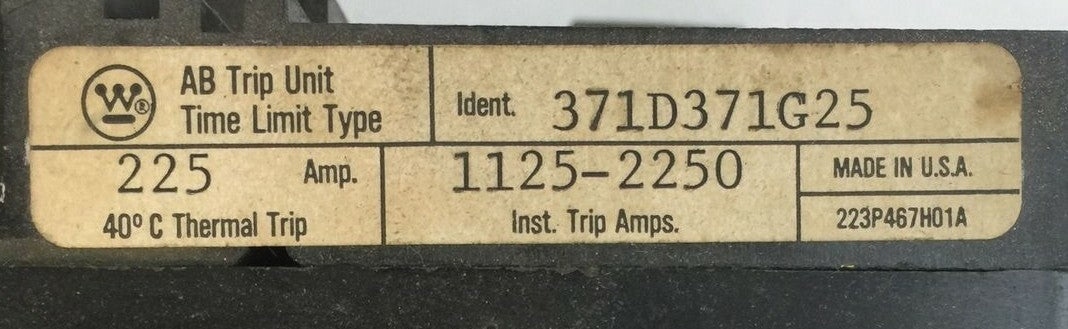 W®
AB Trip Unit
Time Limit Type
Ident. 371D371G25
225 Amp.
40º C Thermal Trip
1125-2250
Inst. Trip Amps.
MADE IN U.S.A.
223P467H01A